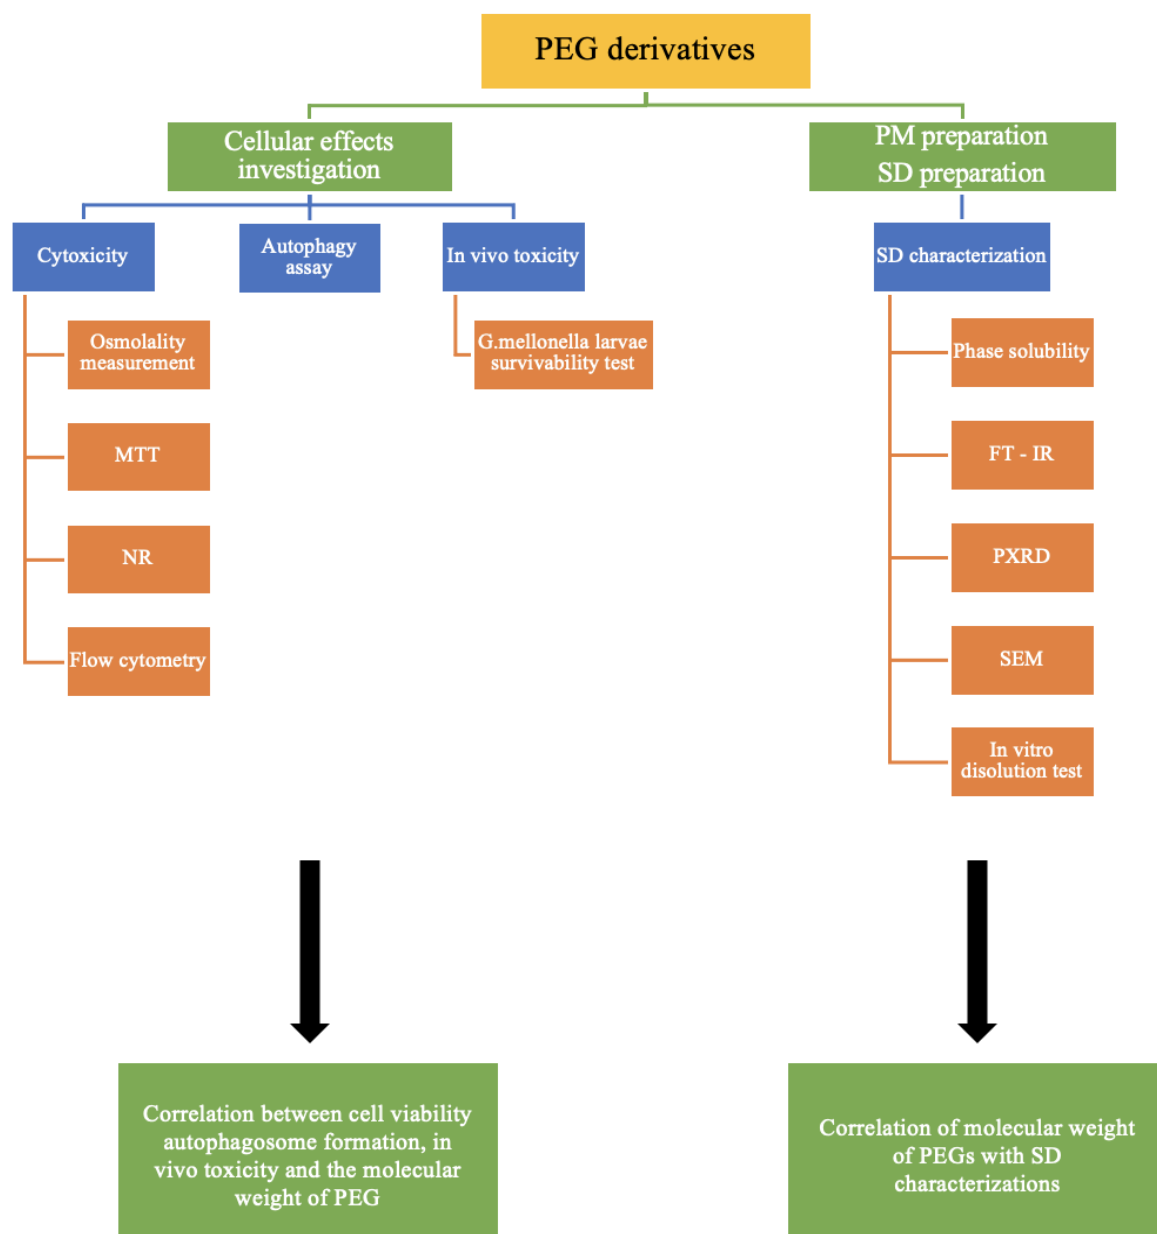 PEG derivatives
Cellular effects
investigation
PM preparation
SD preparation
Cytoxicity
Autophagy
assay
In vivo toxicity
SD characterization
Osmolality
measurement
G.mellonella larvae
survivability test
Phase solubility
MTT
FT - IR
NR
PXRD
Flow cytometry
SEM
In vitro
disolution test
Correlation between cell viability
autophagosome formation, in
vivo toxicity and the molecular
weight of PEG
Correlation of molecular weight
of PEGs with SD
characterizations